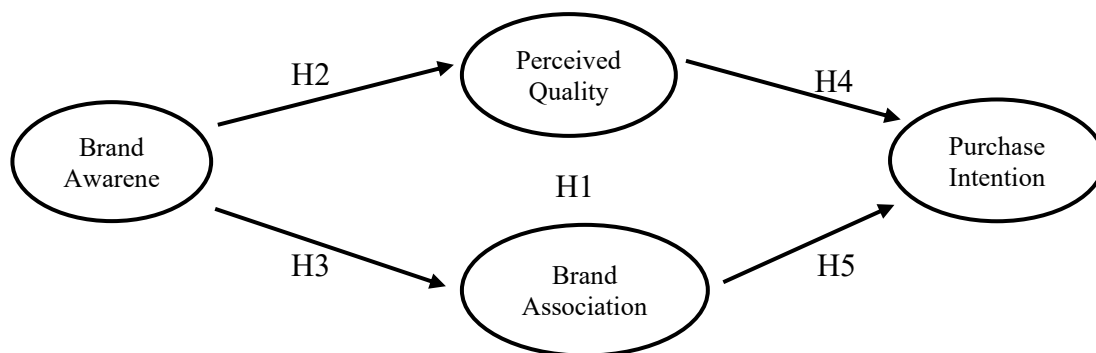 Perceived
Quality
H2
H4
Brand
Awarene
Purchase
Intention
H1
H3
H5
Brand
Association